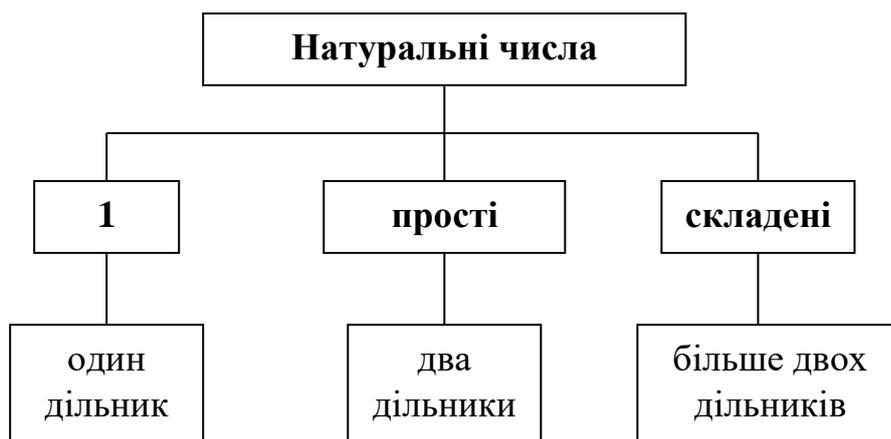 Натуральні числа
1
прості
складені
один
дільник
два
дільники
більше двох
дільників